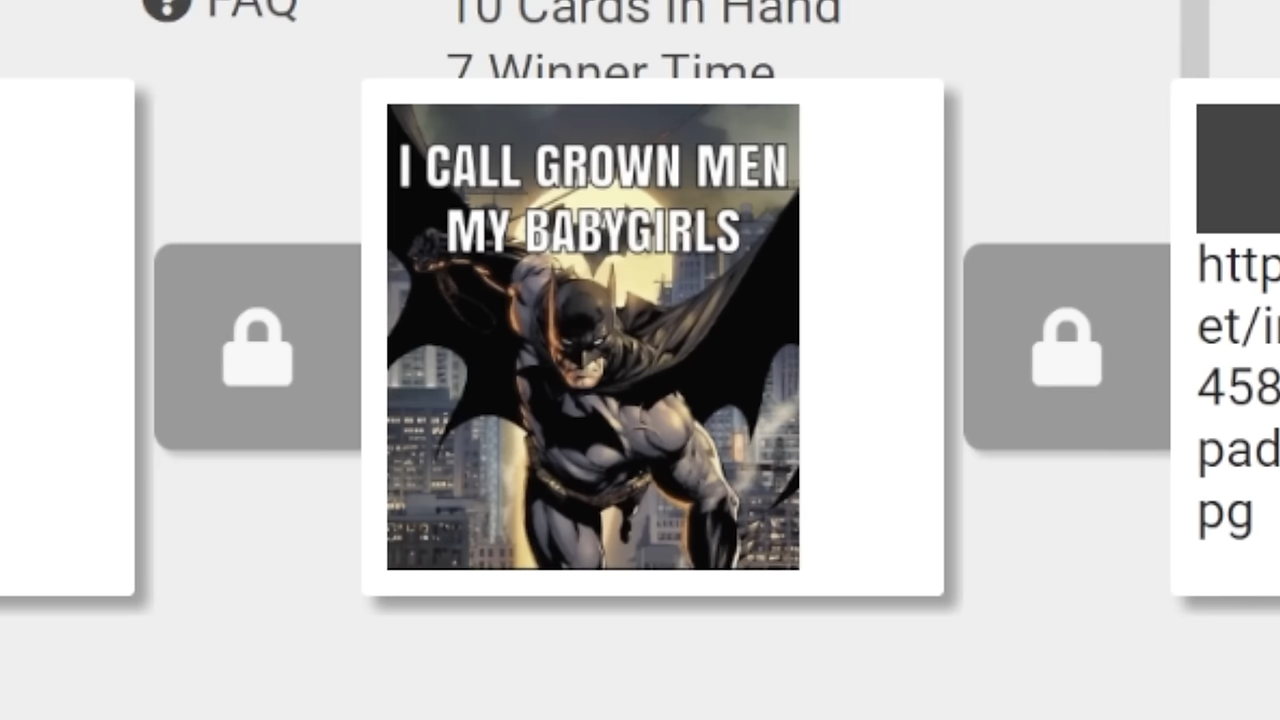 FAQ
10 Cards In Hand
7 Winner Time
I CALL GROWN MEN
MY BABYGIRLS
http
et/i
458
pad
pg